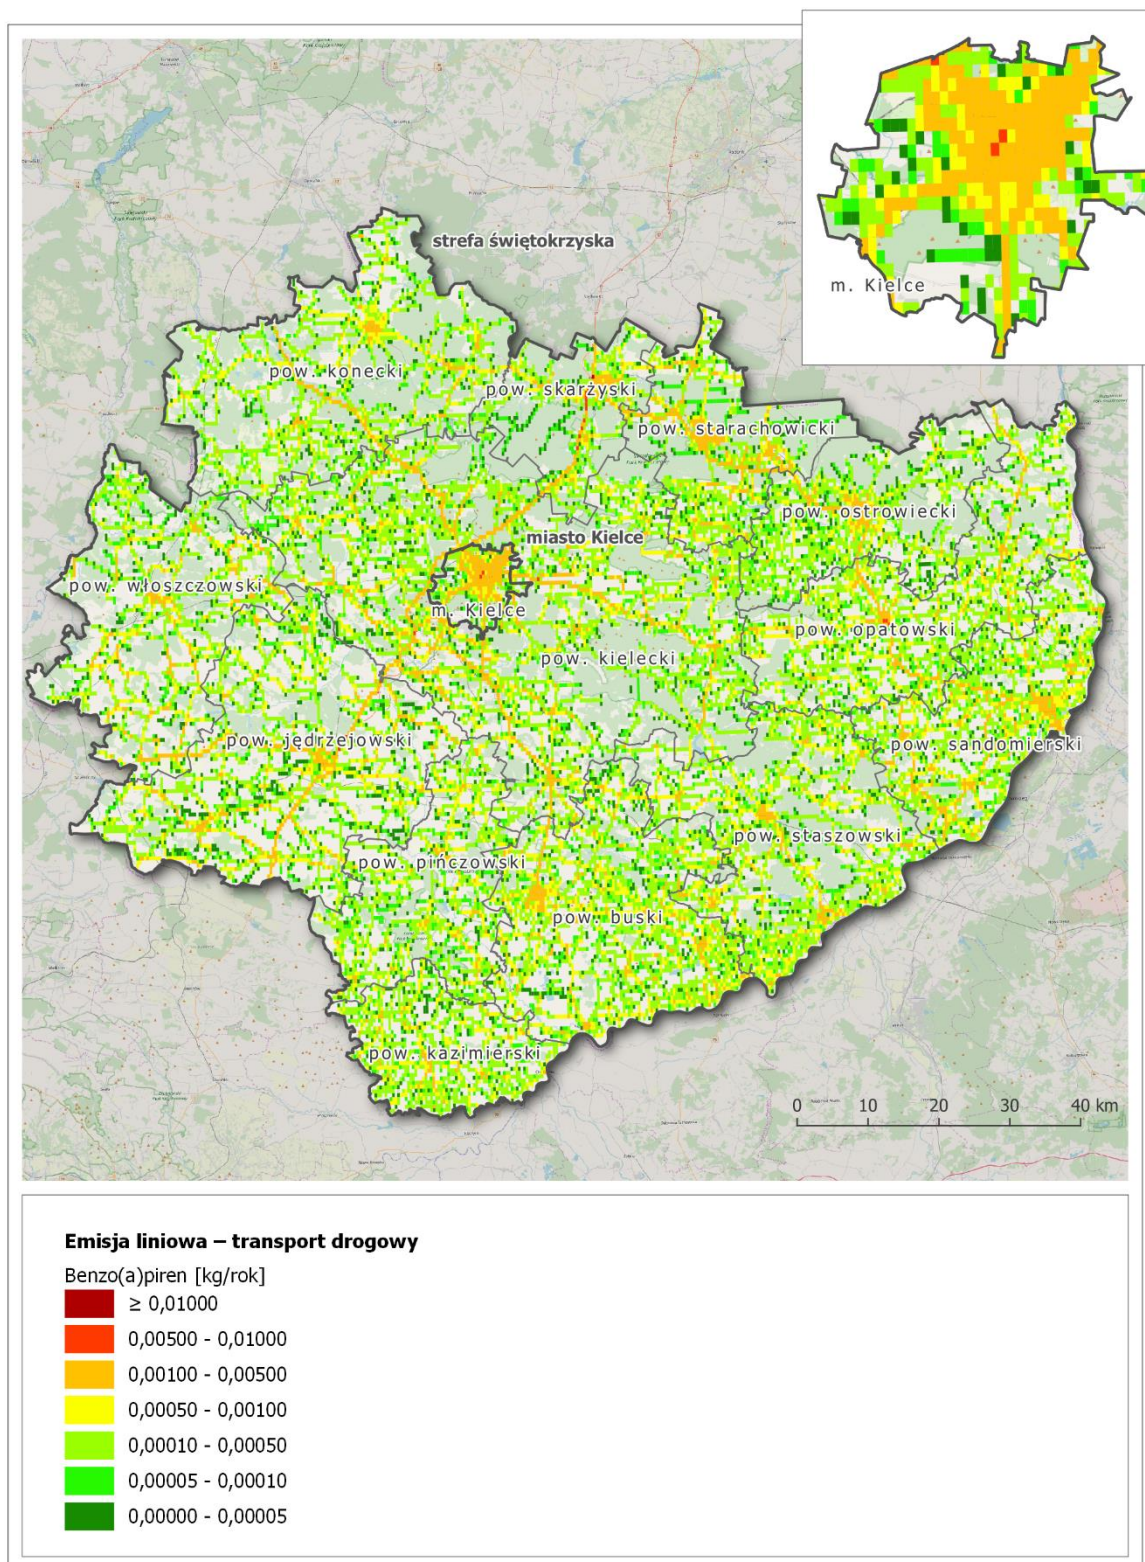 m. Kielce
strefa świętokrzyska
pow. konecki
pow. skarżyski
pow. starachowicki
pow. ostrowiecki
miasto Kielce
pow. włoszczowski
m. Kielce
pow. opatowski
pow. kielecki
pow. jędrzejowski
pow. sandomierski
pow. staszowski
pow. pińczowski
pow. buski
pow. kazimierski
0 10 20 30 40 km
Emisja liniowa – transport drogowy
Benzo(a)piren [kg/rok]
≥ 0,01000
0,00500 - 0,01000
0,00100 - 0,00500
0,00050 - 0,00100
0,00010 - 0,00050
0,00005 - 0,00010
0,00000 - 0,00005